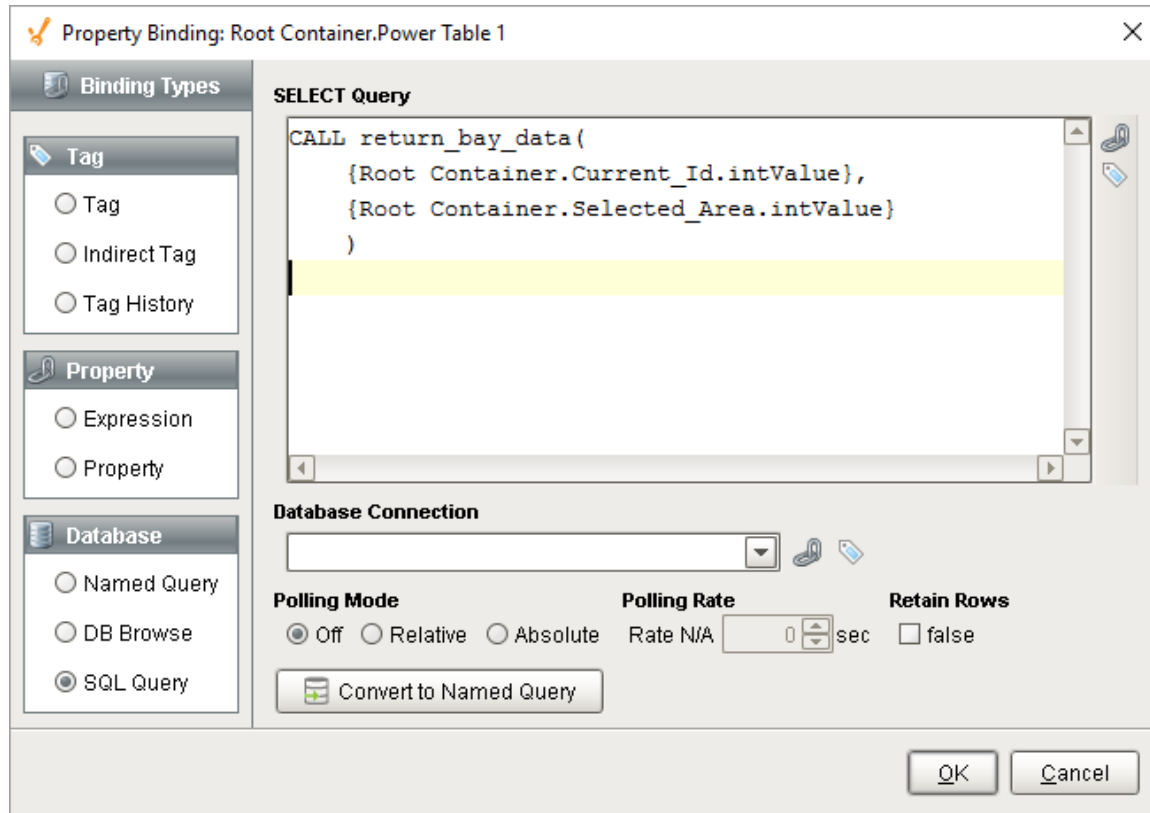 Property Binding: Root Container.Power Table 1
Binding Types
Tag
Tag
Indirect Tag
Tag History
Property
Expression
Property
Database
Named Query
DB Browse
SQL Query
SELECT Query
CALL return_bay_data(
{Root Container.Current_Id.intValue},
{Root Container.Selected_Area.intValue}
)
Database Connection
Polling Mode Polling Rate Retain Rows
Off Relative Absolute Rate N/A 0 sec false
Convert to Named Query
OK Cancel